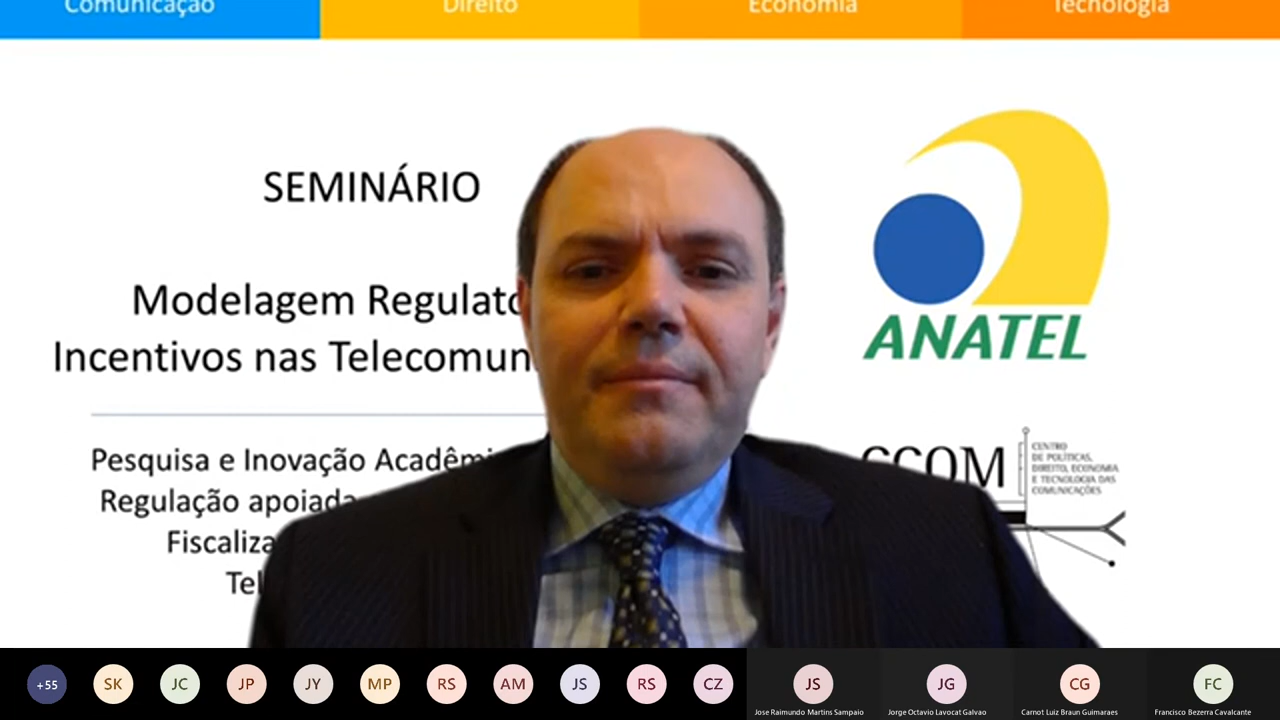 Comunicação
Direito
Economia
Tecnologia
SEMINÁRIO
Modelagem Regulato
Incentivos nas Telecomun
ANATEL
Pesquisa e Inovação Acadêmi
Regulação apoiada
Fiscaliza
Tel
CCOM
CENTRO
DE POLÍTICAS,
DIREITO, ECONOMIA
E TECNOLOGIA DAS
COMUNICAÇÕES
+55
SK
JC
JP
JY
MP
RS
AM
JS
RS
CZ
JS
JG
CG
FC
Jose Raimundo Martins Sampaio
Jorge Octavio Lavocat Galvao
Carnot Luiz Braun Guimaraes
Francisco Bezerra Cavalcante